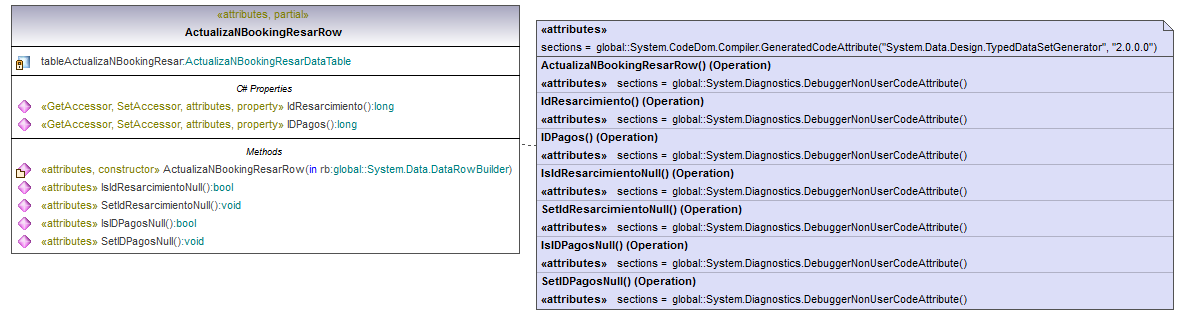 «attributes, partial»
ActualizaNBookingResarRow
tableActualizaNBookingResar:ActualizaNBookingResarDataTable
C# Properties
«GetAccessor, SetAccessor, attributes, property» IdResarcimiento():long
«GetAccessor, SetAccessor, attributes, property» IDPagos():long
Methods
«attributes, constructor» ActualizaNBookingResarRow(in rb:global::System.Data.DataRowBuilder)
«attributes» IsIdResarcimientoNull():bool
«attributes» SetIdResarcimientoNull():void
«attributes» IsIDPagosNull():bool
«attributes» SetIDPagosNull():void
«attributes»
sections = global::System.CodeDom.Compiler.GeneratedCodeAttribute("System.Data.Design.TypedDataSetGenerator", "2.0.0.0")
ActualizaNBookingResarRow() (Operation)
«attributes» sections = global::System.Diagnostics.DebuggerNonUserCodeAttribute()
IdResarcimiento() (Operation)
«attributes» sections = global::System.Diagnostics.DebuggerNonUserCodeAttribute()
IDPagos() (Operation)
«attributes» sections = global::System.Diagnostics.DebuggerNonUserCodeAttribute()
IsIdResarcimientoNull() (Operation)
«attributes» sections = global::System.Diagnostics.DebuggerNonUserCodeAttribute()
SetIdResarcimientoNull() (Operation)
«attributes» sections = global::System.Diagnostics.DebuggerNonUserCodeAttribute()
IsIDPagosNull() (Operation)
«attributes» sections = global::System.Diagnostics.DebuggerNonUserCodeAttribute()
SetIDPagosNull() (Operation)
«attributes» sections = global::System.Diagnostics.DebuggerNonUserCodeAttribute()